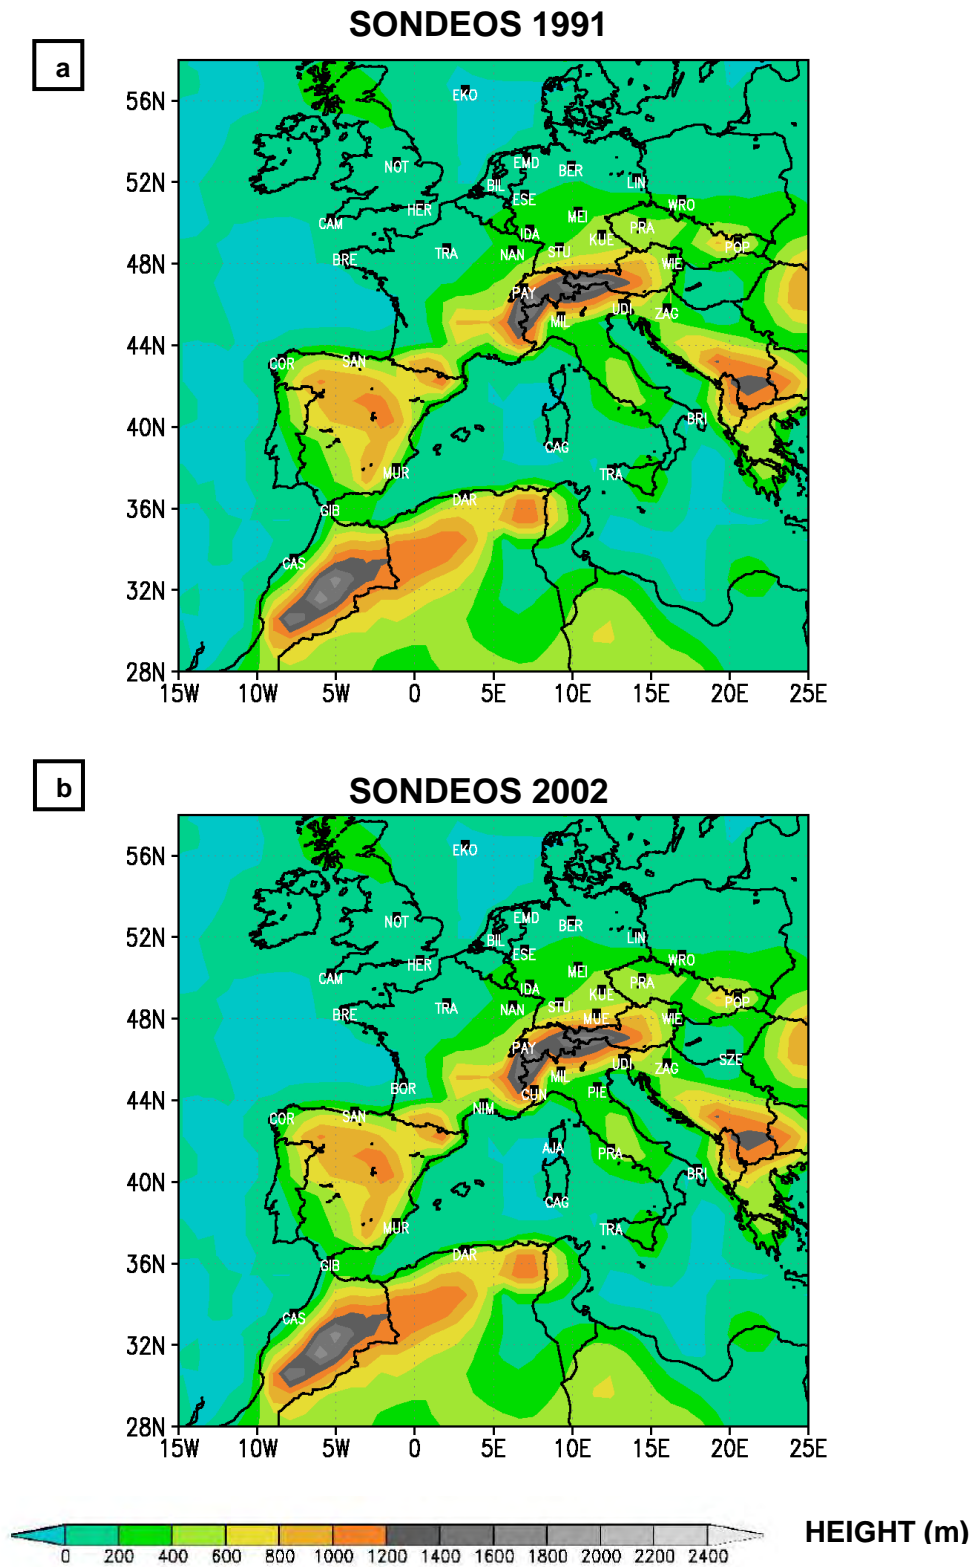 SONDEOS 1991
a
56N
EKO
NOT
EMD
BER
52N
BIL
LIN
ESE
WRO
HER
MEI
CAM
IDA
KUE
PRA
POP
BRE
TRA
NAN
STU
WIE
48N
PAY
MIL
UDI
ZAG
44N
COR
SAN
BRI
40N
CAG
MUR
TRA
DAR
36N
GIB
CAS
32N
28N
15W 10W 5W 0 5E 10E 15E 20E 25E
b
SONDEOS 2002
56N
EKO
NOT
EMD
BER
52N
BIL
LIN
ESE
WRO
HER
MEI
CAM
IDA
KUE
PRA
POP
BRE
TRA
NAN
STU
MUE
WIE
48N
PAY
MIL
UDI
ZAG
SZE
BOR
CUN
PIE
44N
NIM
COR
SAN
AJA
PRA
BRI
40N
CAG
MUR
TRA
DAR
36N
GIB
CAS
32N
28N
15W 10W 5W 0 5E 10E 15E 20E 25E
HEIGHT (m)
0 200 400 600 800 1000 1200 1400 1600 1800 2000 2200 2400